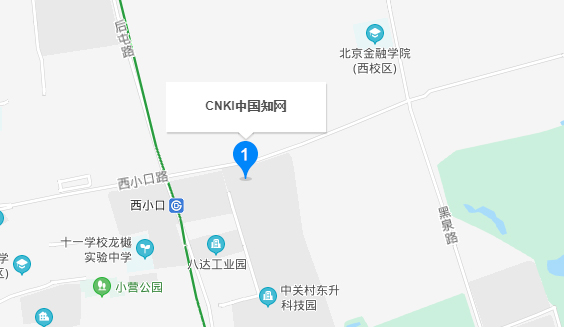 后屯路
北京金融学院
(西校区)
CNKI中国知网
1
西小口路
西小口
黑泉路
十一学校龙樾
实验中学
八达工业园
学
区)
小营公园
中关村东升
科技园